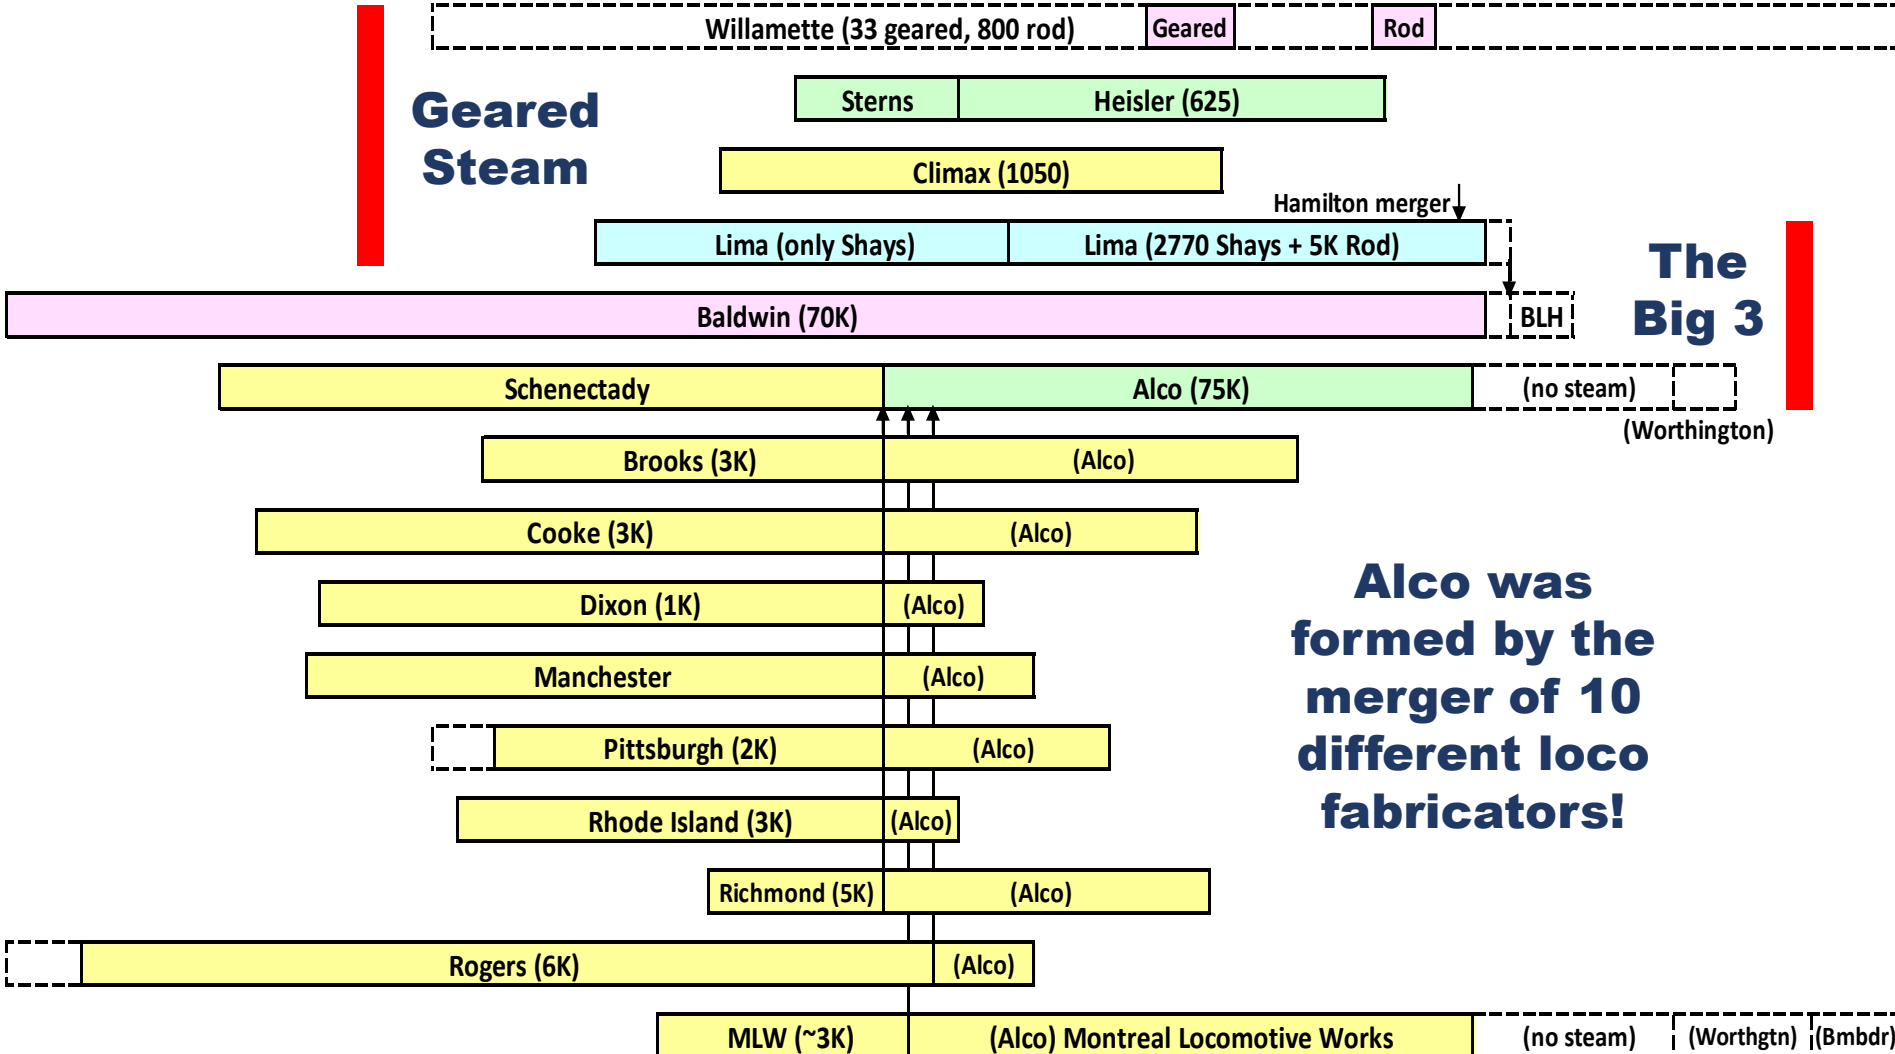 Willamette (33 geared, 800 rod) Geared Rod
Geared
Steam
Sterns Heisler (625)
Climax (1050)
Hamilton merger
Lima (only Shays) Lima (2770 Shays + 5K Rod)
The
Big 3
Baldwin (70K) BLH
Schenectady Alco (75K) (no steam)
(Worthington)
Brooks (3K) (Alco)
Cooke (3K) (Alco)
Dixon (1K) (Alco)
Manchester (Alco)
Pittsburgh (2K) (Alco)
Rhode Island (3K) (Alco)
Richmond (5K) (Alco)
Rogers (6K) (Alco)
MLW (~3K) (Alco) Montreal Locomotive Works (no steam) (Worthgtn) (Bmbdr)
Alco was
formed by the
merger of 10
different loco
fabricators!